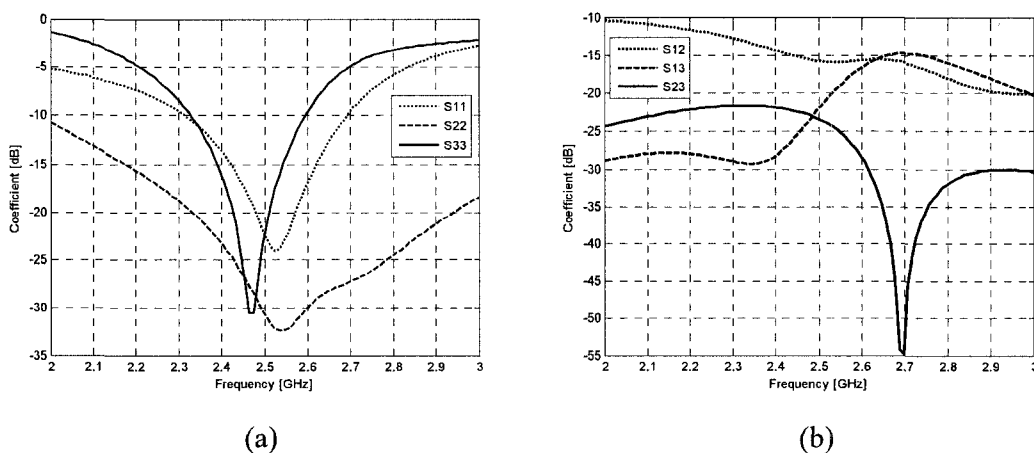 0
-5
-10
-15
-20
-25
-30
-35
Coefficient [dB]
2 2.1 2.2 2.3 2.4 2.5 2.6 2.7 2.8 2.9 3
Frequency [GHz]
S11
S22
S33
(a)
-10
-15
-20
-25
-30
-35
-40
-45
-50
-55
Coefficient [dB]
2 2.1 2.2 2.3 2.4 2.5 2.6 2.7 2.8 2.9 3
Frequency [GHz]
S12
S13
S23
(b)